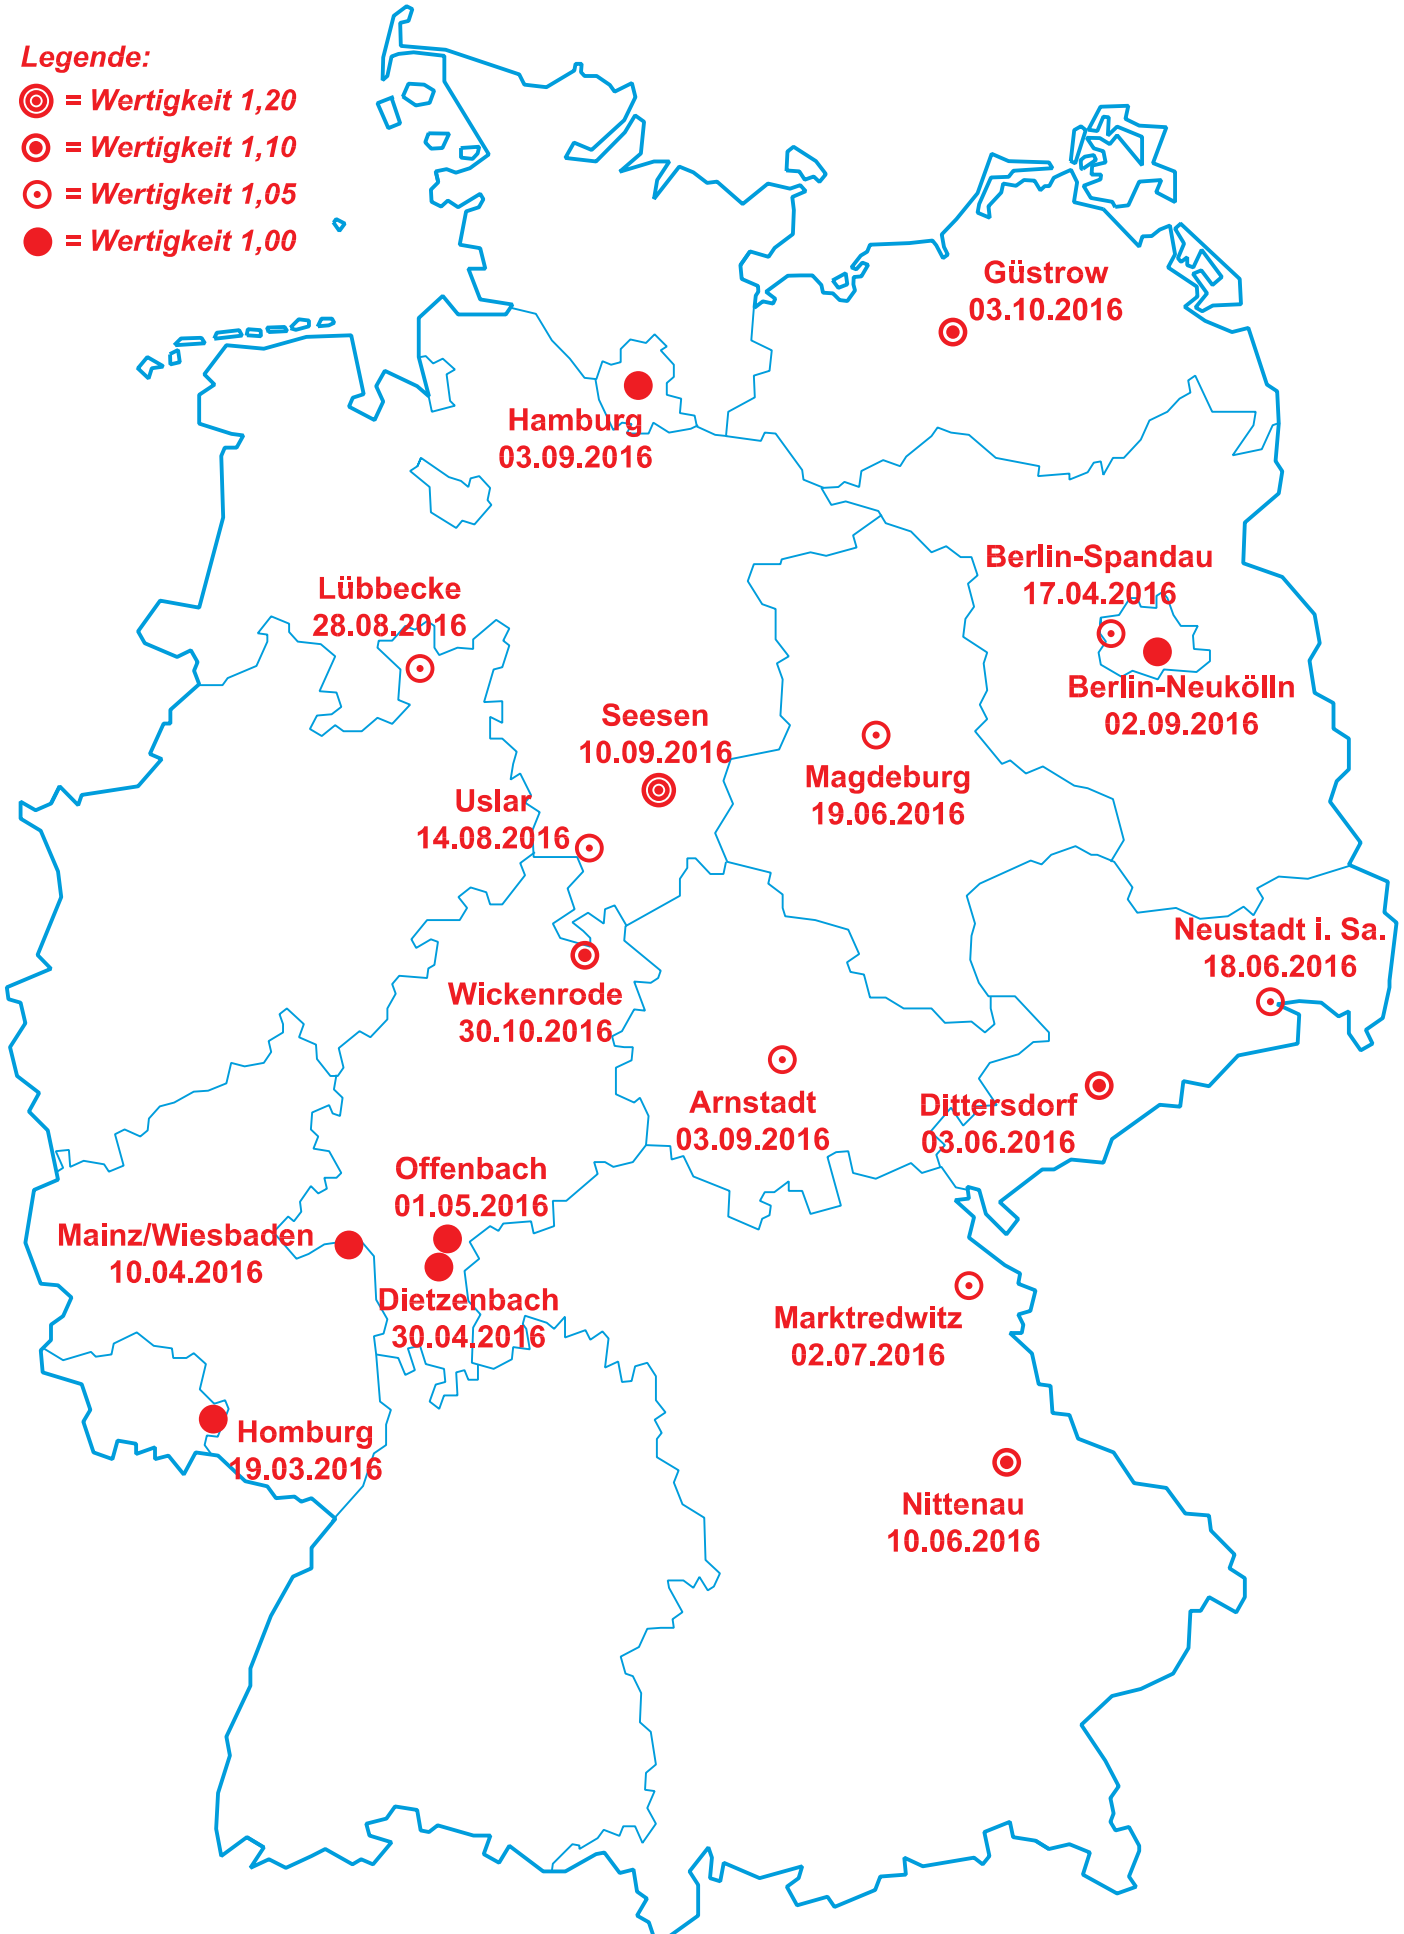 Legende:
= Wertigkeit 1,20
= Wertigkeit 1,10
= Wertigkeit 1,05
= Wertigkeit 1,00
Güstrow
03.10.2016
Hamburg
03.09.2016
Berlin-Spandau
17.04.2016
Lübbecke
28.08.2016
Berlin-Neukölln
02.09.2016
Seesen
10.09.2016
Magdeburg
19.06.2016
Uslar
14.08.2016
Neustadt i. Sa.
18.06.2016
Wickenrode
30.10.2016
Arnstadt
03.09.2016
Dittersdorf
03.06.2016
Offenbach
01.05.2016
Mainz/Wiesbaden
10.04.2016
Dietzenbach
30.04.2016
Marktredwitz
02.07.2016
Homburg
19.03.2016
Nittenau
10.06.2016